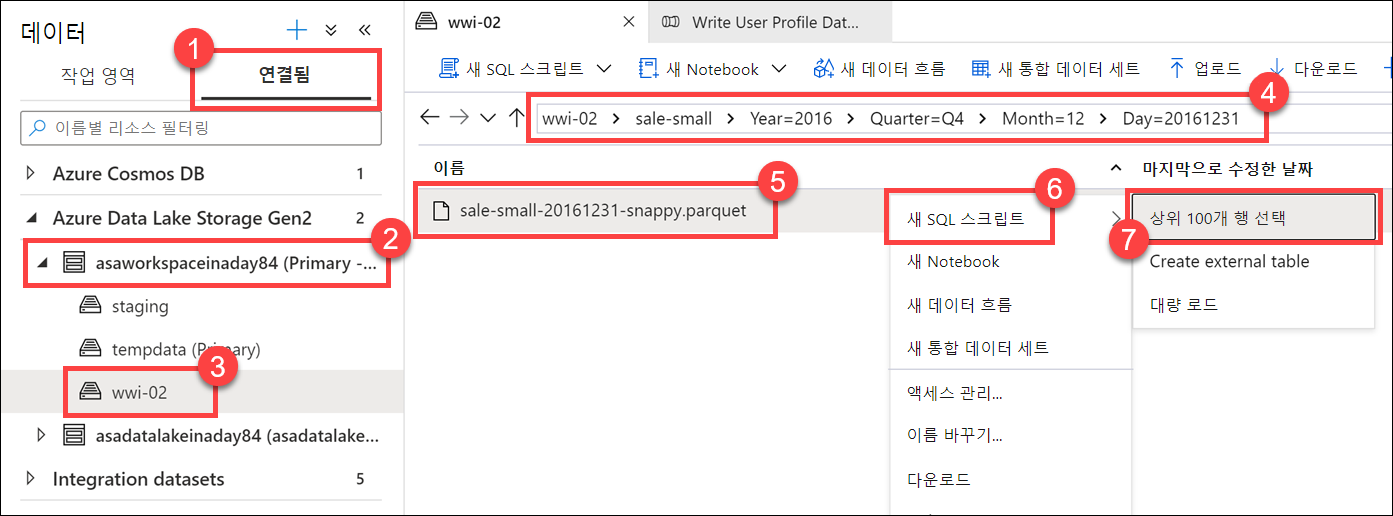 데이터
1
작업 영역
연결됨
이름별 리소스 필터링
Azure Cosmos DB 1
Azure Data Lake Storage Gen2 2
2
asaworkspaceinaday84 (Primary -...
staging
tempdata (Primary)
3
wwi-02
asadatalakeinaday84 (asadatalake...
Integration datasets 5
wwi-02
Write User Profile Dat...
새 SQL 스크립트
새 Notebook
새 데이터 흐름
새 통합 데이터 세트
업로드
다운로드
4
wwi-02 > sale-small > Year=2016 > Quarter=Q4 > Month=12 > Day=20161231
이름
마지막으로 수정한 날짜
5
sale-small-20161231-snappy.parquet
6
새 SQL 스크립트
새 Notebook
새 데이터 흐름
새 통합 데이터 세트
액세스 관리...
이름 바꾸기...
다운로드
7
상위 100개 행 선택
Create external table
대량 로드